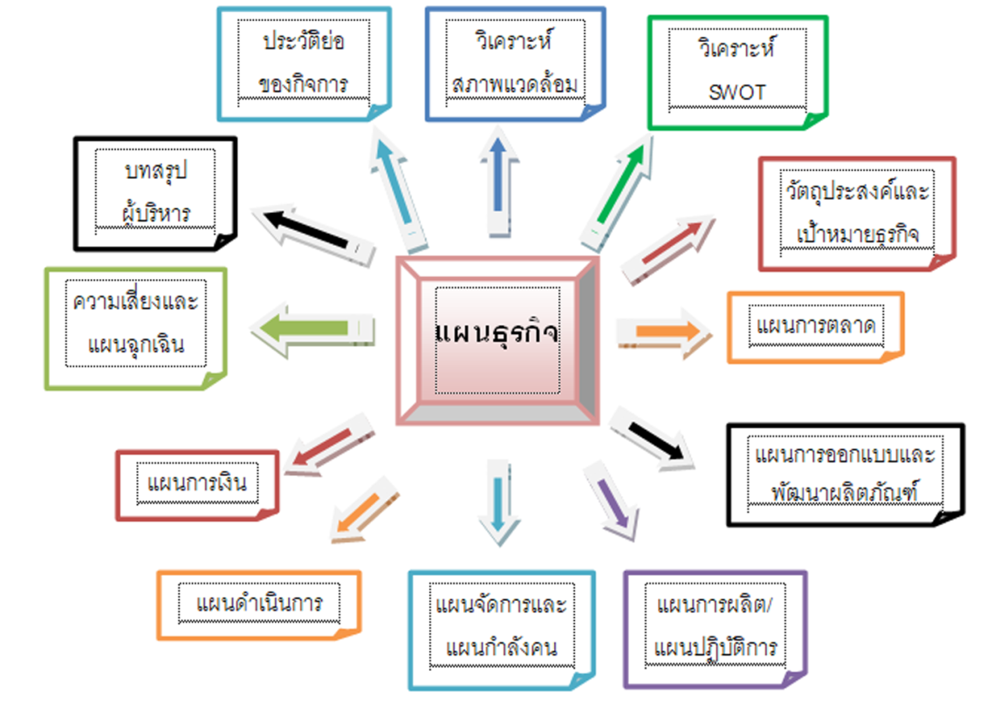 ประวัติย่อ
ของกิจการ
วิเคราะห์
สภาพแวดล้อม
วิเคราะห์
SWOT
บทสรุป
ผู้บริหาร
วัตถุประสงค์และ
เป้าหมายธุรกิจ
ความเสี่ยงและ
แผนฉุกเฉิน
แผนธุรกิจ
แผนการตลาด
แผนการเงิน
แผนการออกแบบและ
พัฒนาผลิตภัณฑ์
แผนดำเนินการ
แผนจัดการและ
แผนกำลังคน
แผนการผลิต/
แผนปฏิบัติการ